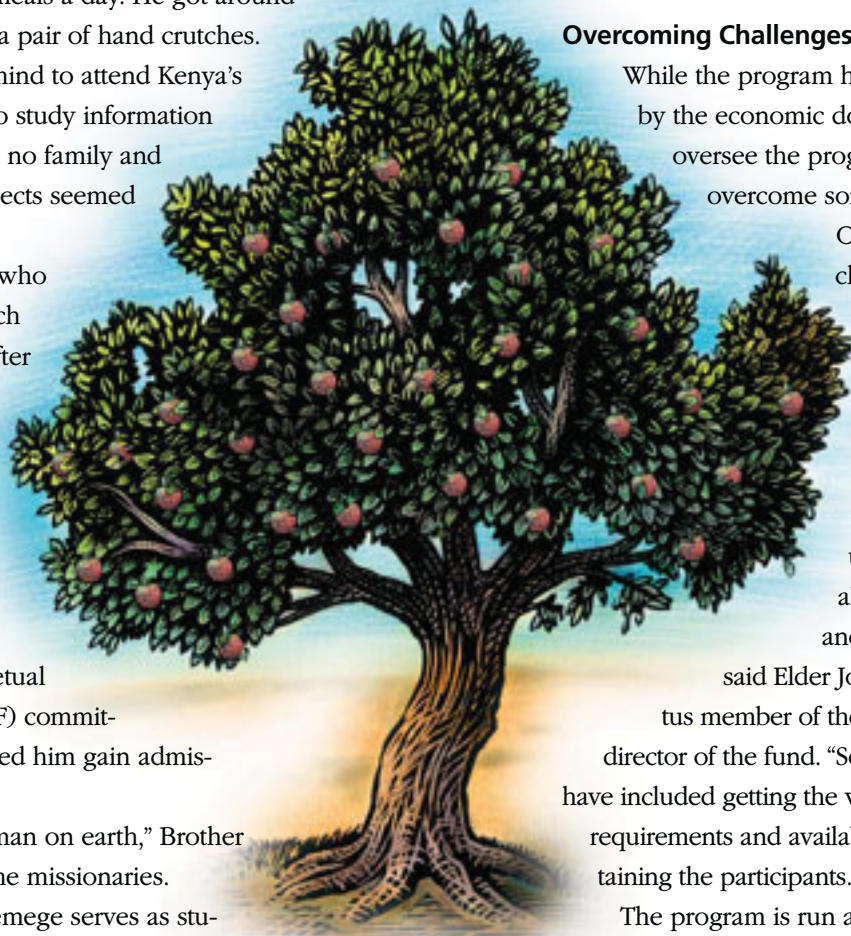 meals a day. He got around
a pair of hand crutches.
mind to attend Kenya’s
o study information
no family and
ects seemed
who
ch
fter
etual
F) commit-
ed him gain admis-
man on earth,” Brother
he missionaries.
emege serves as stu-
Overcoming Challenges
While the program h
by the economic do
oversee the prog
overcome so
O
cl
u
al
and
said Elder Jo
tus member of the
director of the fund. “So
have included getting the w
requirements and availab
taining the participants.
The program is run a